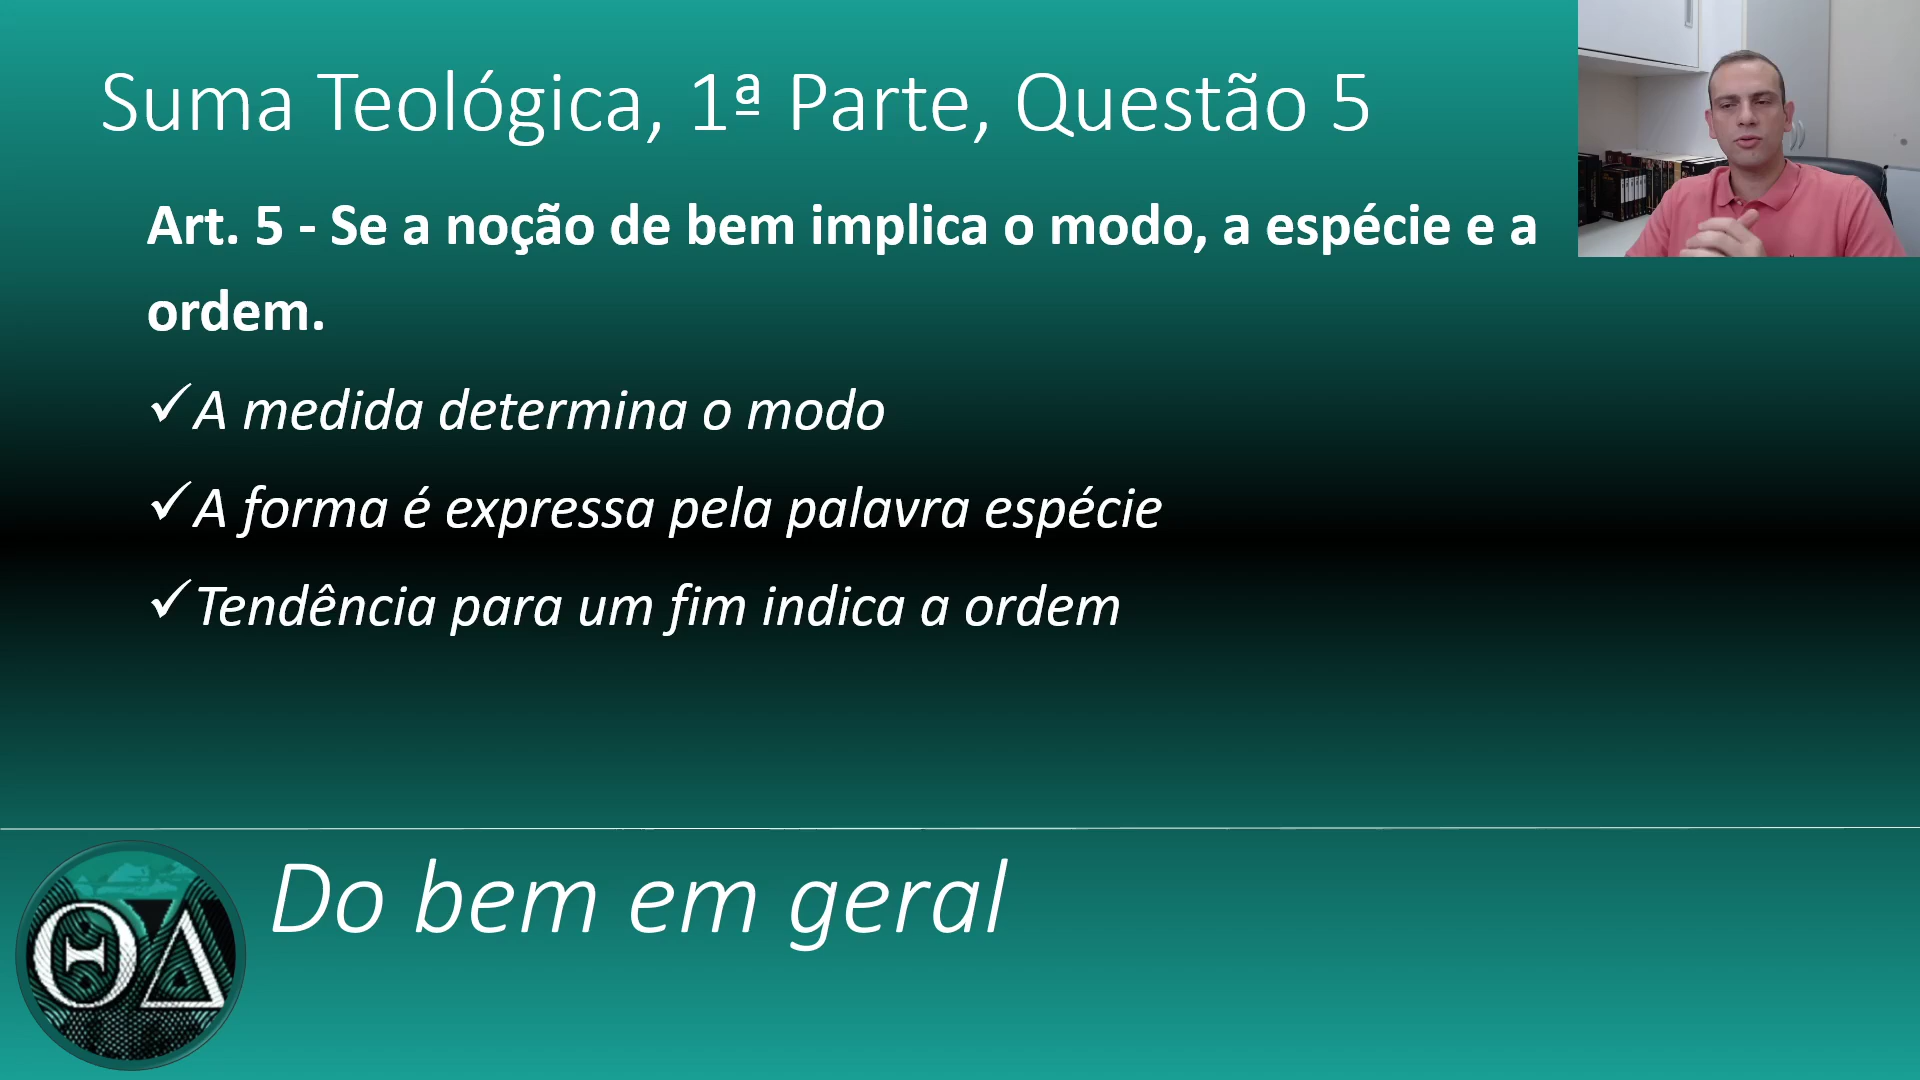 Suma Teológica, 1ª Parte, Questão 5
Art. 5 - Se a noção de bem implica o modo, a espécie e a
ordem.
✓A medida determina o modo
✓A forma é expressa pela palavra espécie
✓Tendência para um fim indica a ordem
Do bem em geral
ΘΔ